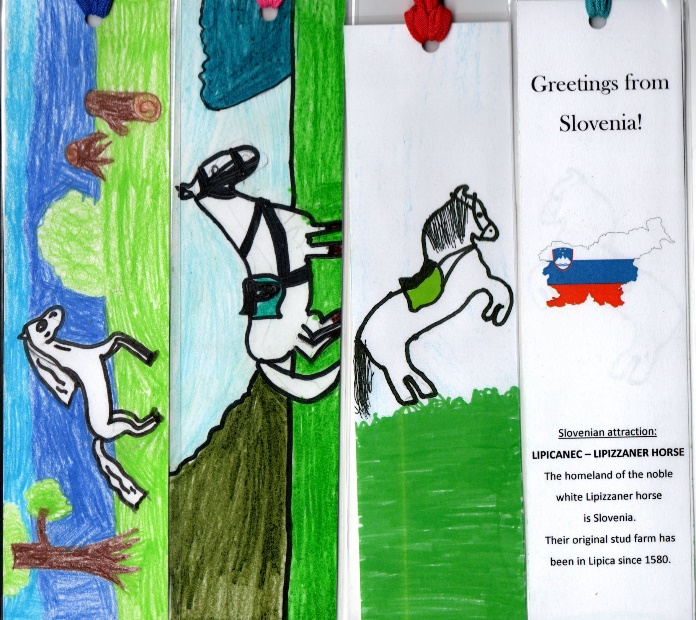 Greetings from
Slovenia!
Slovenian attraction:
LIPICANEC – LIPIZZANER HORSE
The homeland of the noble
white Lipizzaner horse
is Slovenia.
Their original stud farm has
been in Lipica since 1580.